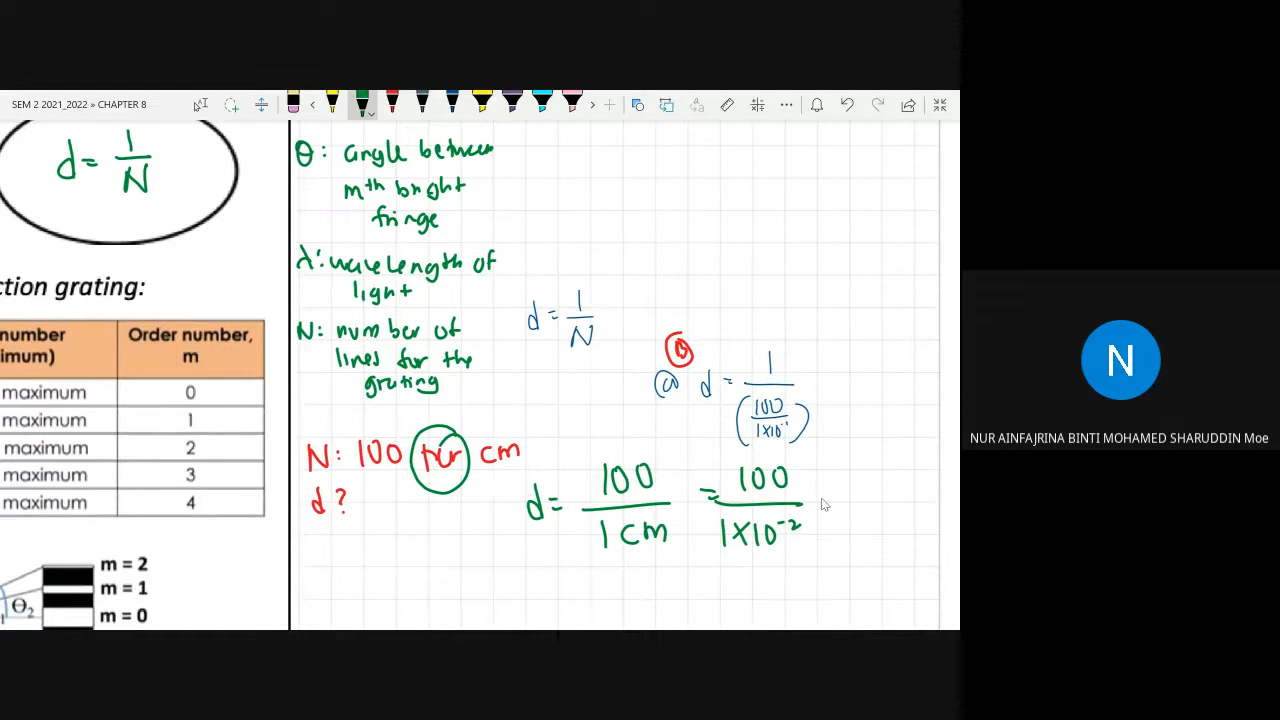 SEM 2 2021_2022 » CHAPTER 8
d = 1/N
ction grating:
number
imum)
Order number,
m
maximum 0
maximum 1
maximum 2
maximum 3
maximum 4
m = 2
m = 1
m = 0
Θ2
θ: angle between
mth bright
fringe
λ: wavelength of
light
N: number of
lines for the
grating
N: 100 per cm
d?
d = 1/N
d = 1/(100/1x10
d = 100/1 cm = 100/1x10⁻²
N
NUR AINFAJRINA BINTI MOHAMED SHARUDDIN Moe